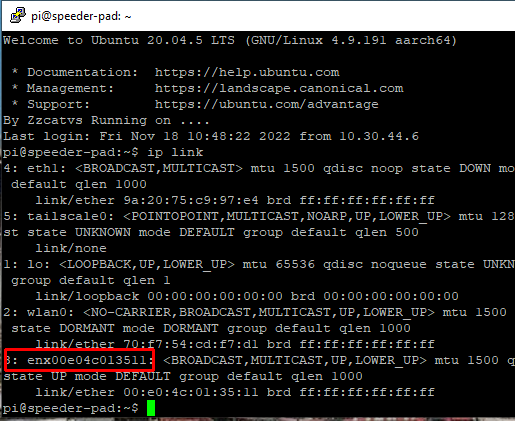 pi@speeder-pad: ~
Welcome to Ubuntu 20.04.5 LTS (GNU/Linux 4.9.191 aarch64)
* Documentation: https://help.ubuntu.com
* Management: https://landscape.canonical.com
* Support: https://ubuntu.com/advantage
By Zzcatvs Running on ....
Last login: Fri Nov 18 10:48:22 2022 from 10.30.44.6
pi@speeder-pad:~$ ip link
4: eth1: <BROADCAST,MULTICAST> mtu 1500 qdisc noop state DOWN mo
default qlen 1000
link/ether 9a:20:75:c9:97:e4 brd ff:ff:ff:ff:ff:ff
5: tailscale0: <POINTOPOINT,MULTICAST,NOARP,UP,LOWER_UP> mtu 128
st state UNKNOWN mode DEFAULT group default qlen 500
link/none
1: lo: <LOOPBACK,UP,LOWER_UP> mtu 65536 qdisc noqueue state UNKN
group default qlen 1
link/loopback 00:00:00:00:00:00 brd 00:00:00:00:00:00
2: wlan0: <NO-CARRIER,BROADCAST,MULTICAST,UP,LOWER_UP> mtu 1500
state DORMANT mode DORMANT group default qlen 1000
link/ether 70:f7:54:cd:f7:d1 brd ff:ff:ff:ff:ff:ff
3: enx00e04c013511: <BROADCAST,MULTICAST,UP,LOWER_UP> mtu 1500 q
state UP mode DEFAULT group default qlen 1000
link/ether 00:e0:4c:01:35:11 brd ff:ff:ff:ff:ff:ff
pi@speeder-pad:~$